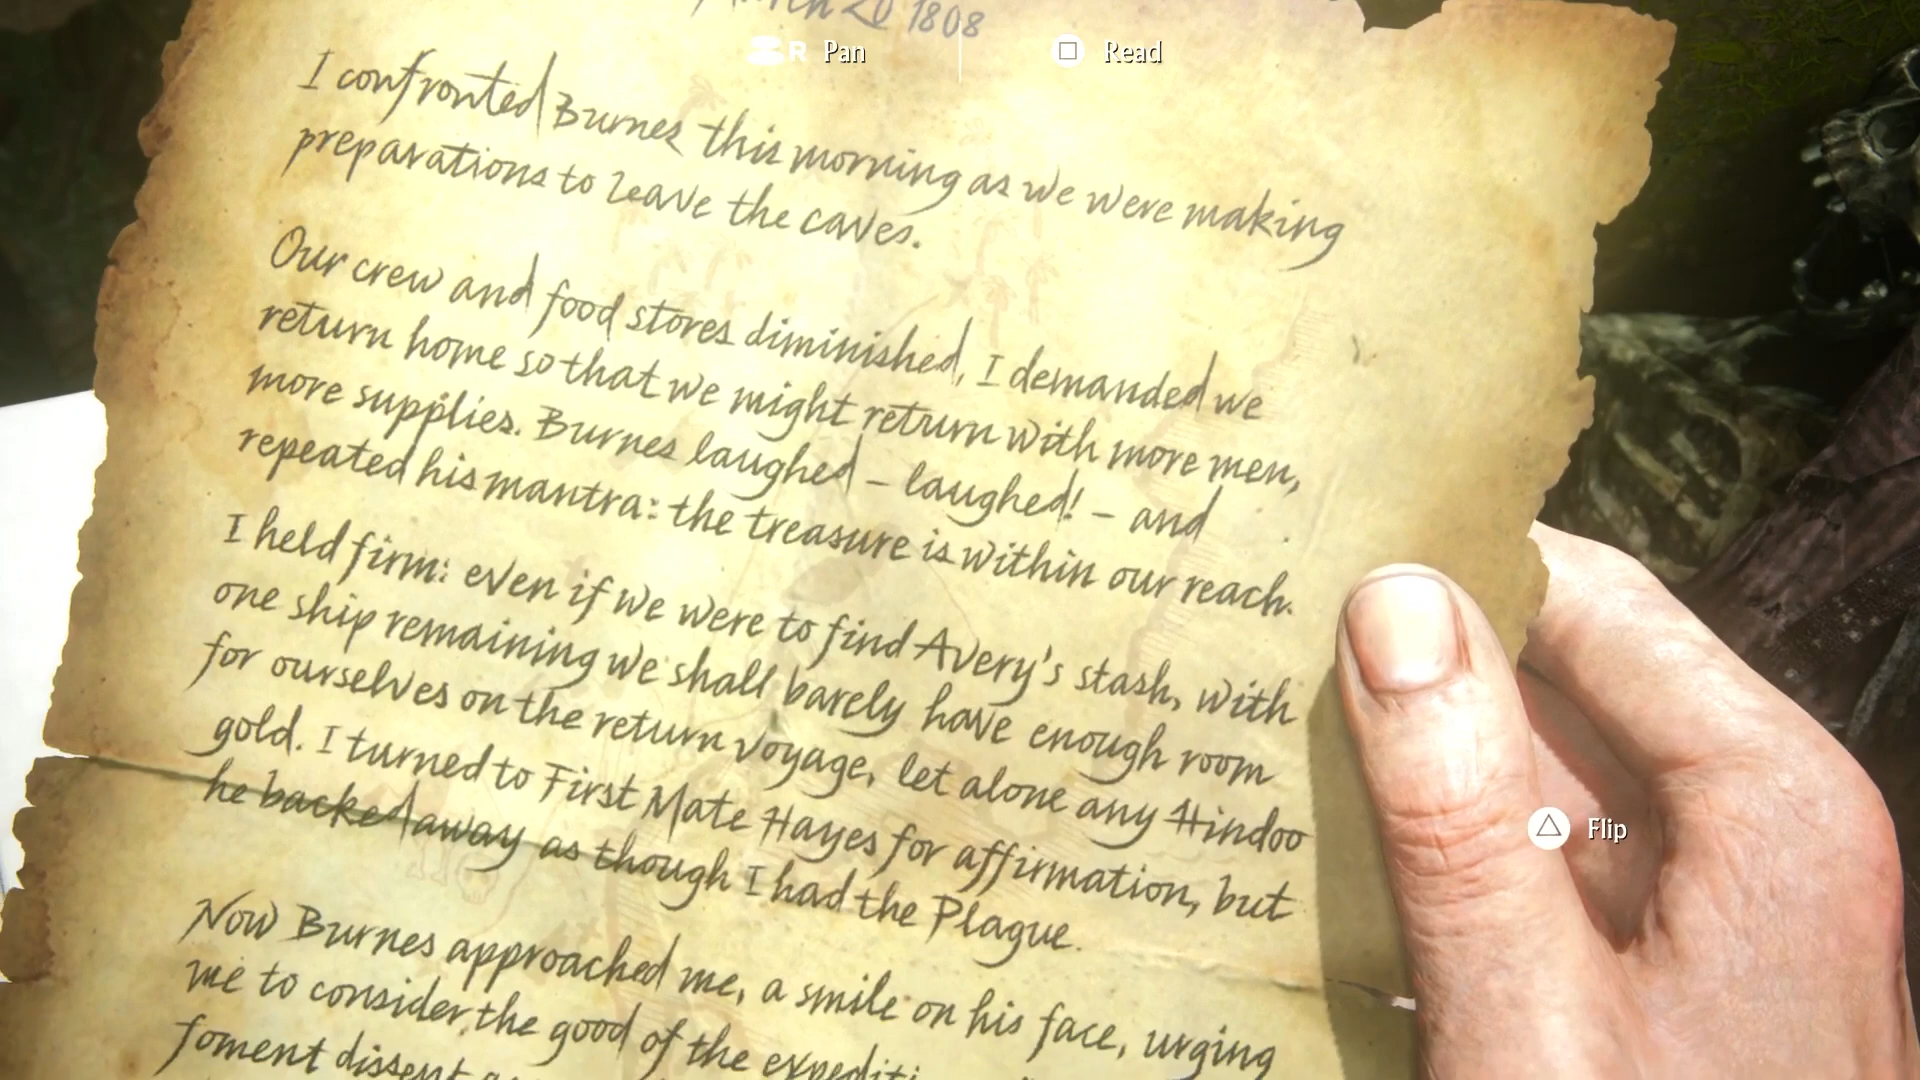 March 20 1808
R Pan
Read
I confronted Burnes this morning as we were making
preparations to leave the caves.
Our crew and food stores diminished, I demanded we
return home so that we might return with more men,
more supplies. Burnes laughed – laughed! – and
repeated his mantra: the treasure is within our reach.
I held firm: even if we were to find Avery's stash, with
one ship remaining we shall barely have enough room
for ourselves on the return voyage, let alone any Hindoo
gold. I turned to First Mate Hayes for affirmation, but
he backed away as though I had the Plague.
Flip
Now Burnes approached me, a smile on his face, urging
me to consider the good of the
foment dissent